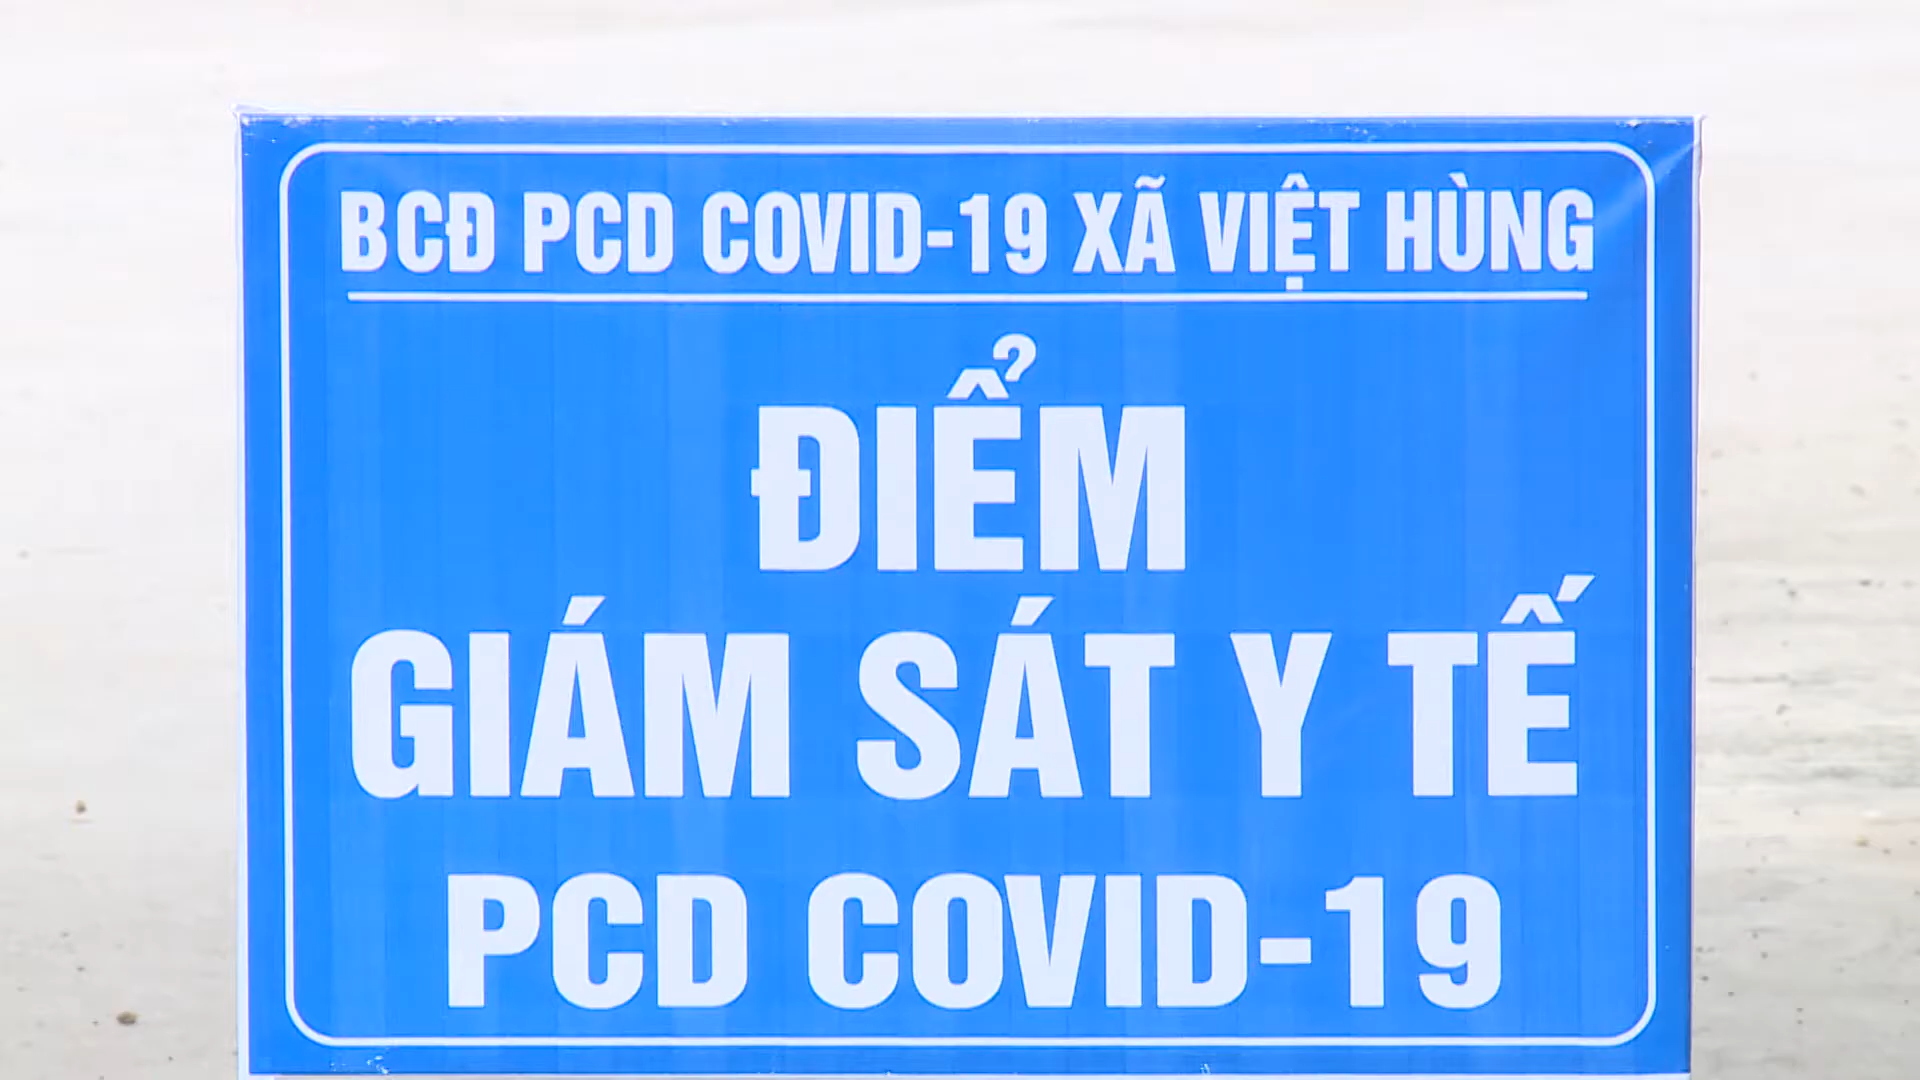 BCĐ PCD COVID-19 XÃ VIỆT HÙNG
ĐIỂM
GIÁM SÁT Y TẾ
PCD COVID-19